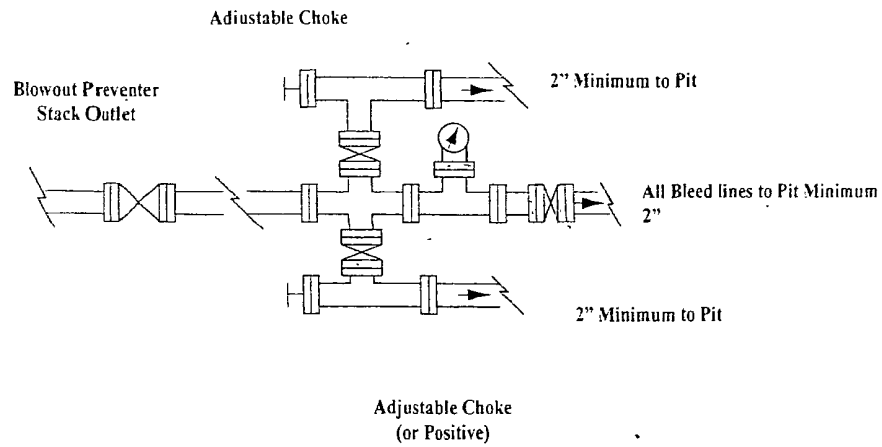 Adjustable Choke
Blowout Preventer
Stack Outlet
2" Minimum to Pit
All Bleed lines to Pit Minimum
2"
2" Minimum to Pit
Adjustable Choke
(or Positive)